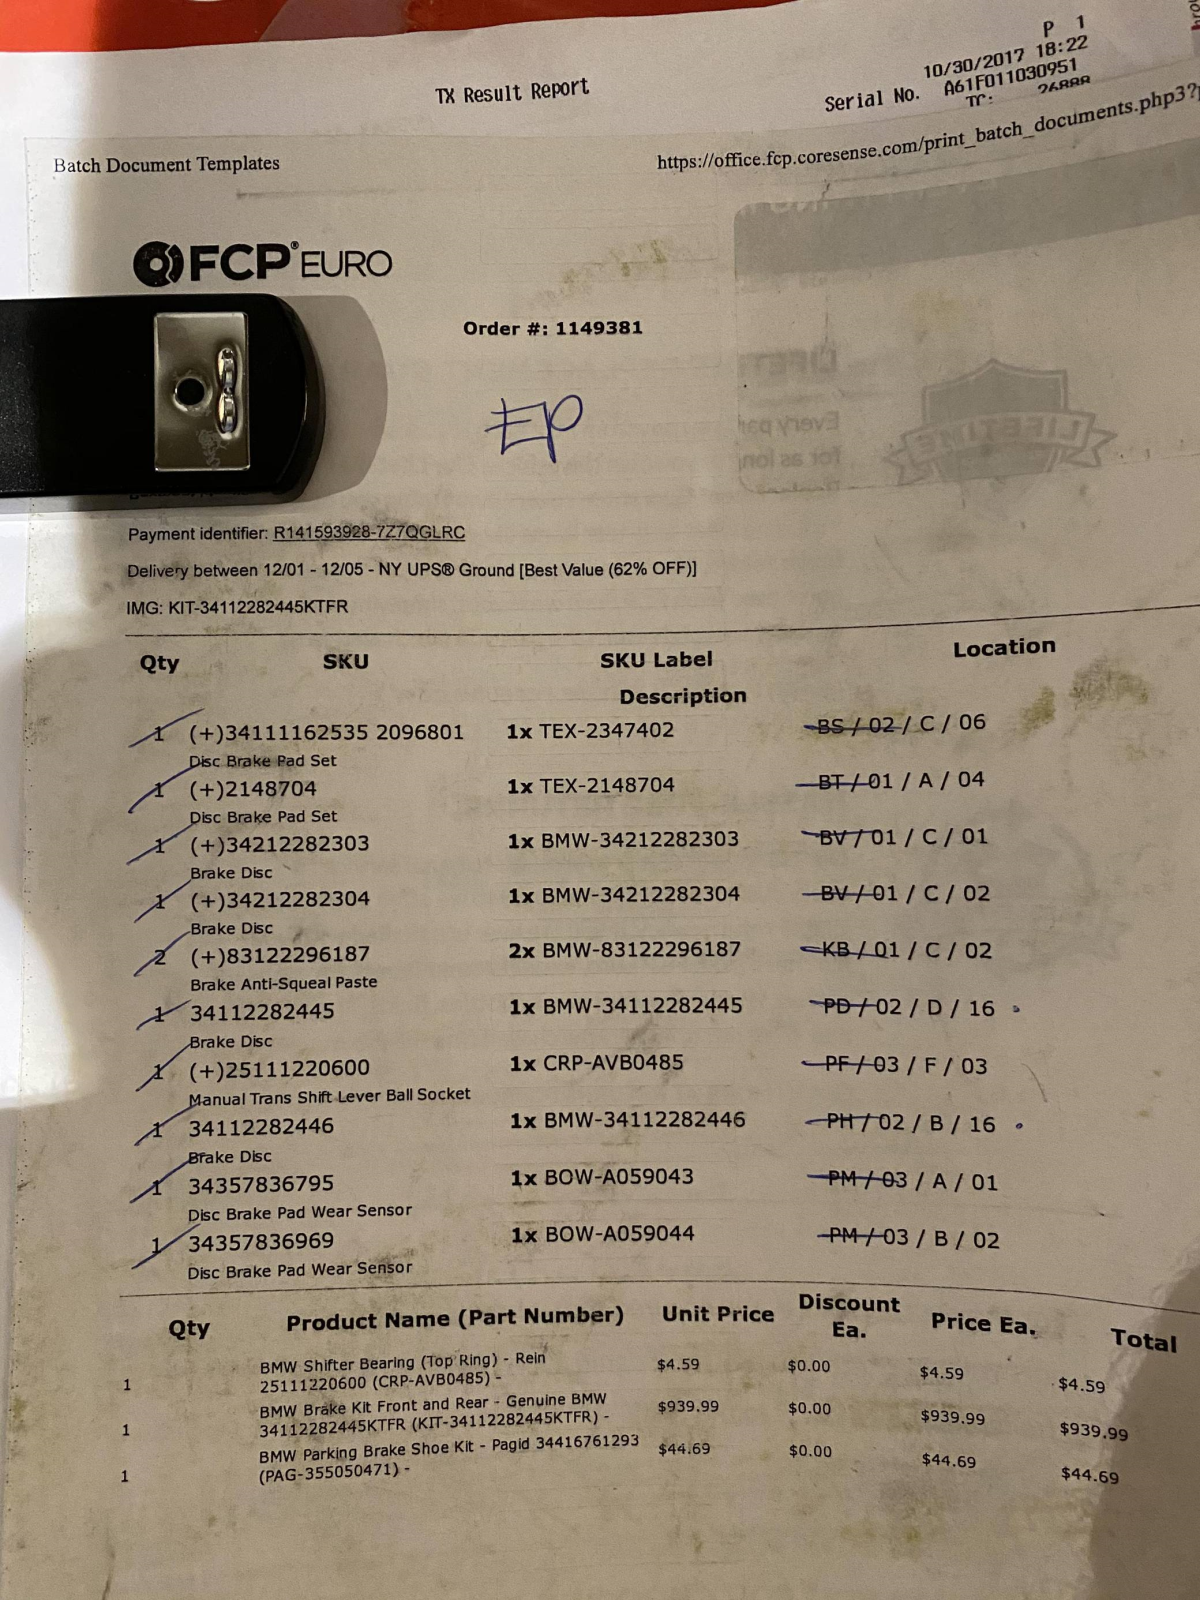 P 1
10/30/2017 18:22
TX Result Report
Serial No. A61F011030951
TC: 26888
Batch Document Templates
https://office.fcp.coresense.com/print_batch_documents.php3?
FCP® EURO
Order #: 1149381
EP
LIFETIME
Every par
for as lon
Payment identifier: R141593928-7Z7QGLRC
Delivery between 12/01 - 12/05 - NY UPS® Ground [Best Value (62% OFF)]
IMG: KIT-34112282445KTFR
Qty SKU SKU Label Location
Description
1 (+)34111162535 2096801 1x TEX-2347402 BS / 02 / C / 06
Disc Brake Pad Set
1 (+)2148704 1x TEX-2148704 BT / 01 / A / 04
Disc Brake Pad Set
1 (+)34212282303 1x BMW-34212282303 BV / 01 / C / 01
Brake Disc
1 (+)34212282304 1x BMW-34212282304 BV / 01 / C / 02
Brake Disc
2 (+)83122296187 2x BMW-83122296187 KB / 01 / C / 02
Brake Anti-Squeal Paste
1 34112282445 1x BMW-34112282445 PD / 02 / D / 16
Brake Disc
1 (+)25111220600 1x CRP-AVB0485 PF / 03 / F / 03
Manual Trans Shift Lever Ball Socket
1 34112282446 1x BMW-34112282446 PH / 02 / B / 16
Brake Disc
1 34357836795 1x BOW-A059043 PM / 03 / A / 01
Disc Brake Pad Wear Sensor
1 34357836969 1x BOW-A059044 PM / 03 / B / 02
Disc Brake Pad Wear Sensor
Qty Product Name (Part Number) Unit Price Discount Ea. Price Ea. Total
BMW Shifter Bearing (Top Ring) - Rein $4.59 $0.00 $4.59 $4.59
1 25111220600 (CRP-AVB0485) -
BMW Brake Kit Front and Rear - Genuine BMW $939.99 $0.00 $939.99 $939.99
1 34112282445KTFR (KIT-34112282445KTFR) -
BMW Parking Brake Shoe Kit - Pagid 34416761293 $44.69 $0.00 $44.69 $44.69
1 (PAG-355050471) -